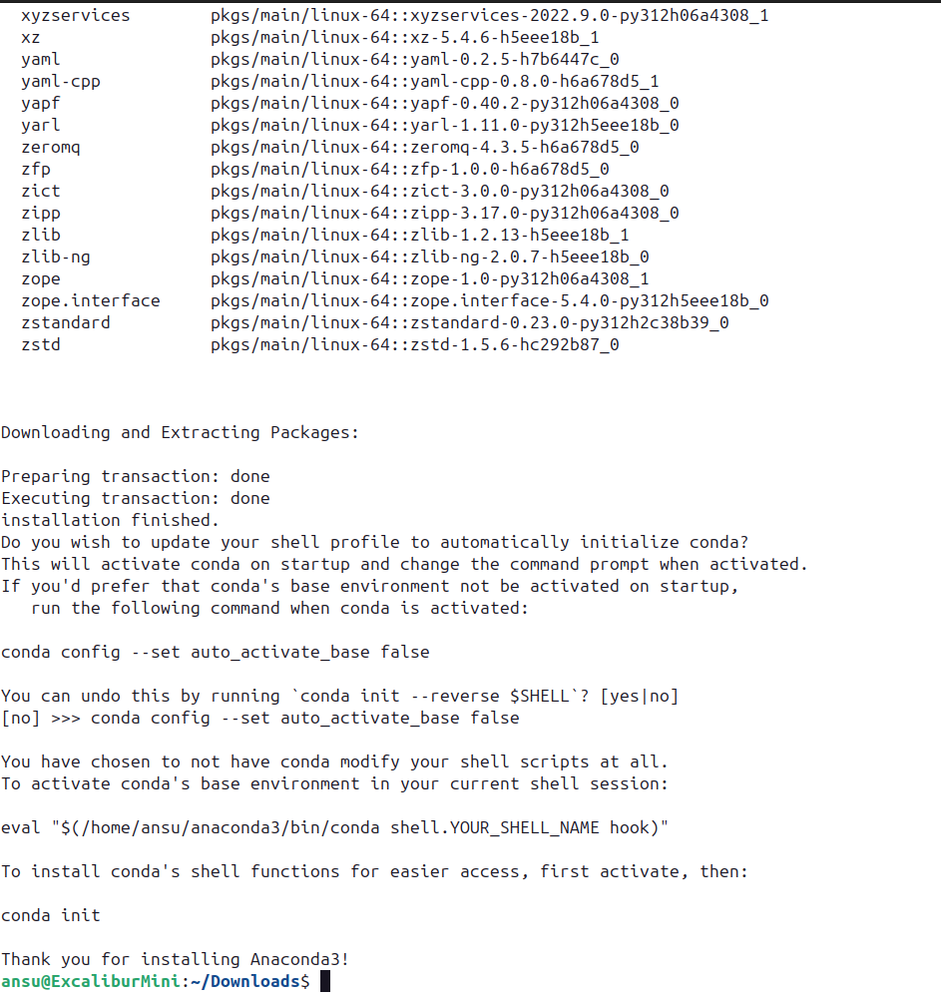 xyzservices        pkgs/main/linux-64::xyzservices-2022.9.0-py312h06a4308_1
xz                 pkgs/main/linux-64::xz-5.4.6-h5eee18b_1
yaml               pkgs/main/linux-64::yaml-0.2.5-h7b6447c_0
yaml-cpp           pkgs/main/linux-64::yaml-cpp-0.8.0-h6a678d5_1
yapf               pkgs/main/linux-64::yapf-0.40.2-py312h06a4308_0
yarl               pkgs/main/linux-64::yarl-1.11.0-py312h5eee18b_0
zeromq             pkgs/main/linux-64::zeromq-4.3.5-h6a678d5_0
zfp                pkgs/main/linux-64::zfp-1.0.0-h6a678d5_0
zict               pkgs/main/linux-64::zict-3.0.0-py312h06a4308_0
zipp               pkgs/main/linux-64::zipp-3.17.0-py312h06a4308_0
zlib               pkgs/main/linux-64::zlib-1.2.13-h5eee18b_1
zlib-ng            pkgs/main/linux-64::zlib-ng-2.0.7-h5eee18b_0
zope               pkgs/main/linux-64::zope-1.0-py312h06a4308_1
zope.interface     pkgs/main/linux-64::zope.interface-5.4.0-py312h5eee18b_0
zstandard          pkgs/main/linux-64::zstandard-0.23.0-py312h2c38b39_0
zstd               pkgs/main/linux-64::zstd-1.5.6-hc292b87_0
Downloading and Extracting Packages:
Preparing transaction: done
Executing transaction: done
installation finished.
Do you wish to update your shell profile to automatically initialize conda?
This will activate conda on startup and change the command prompt when activated.
If you'd prefer that conda's base environment not be activated on startup,
   run the following command when conda is activated:
conda config --set auto_activate_base false
You can undo this by running `conda init --reverse $SHELL`? [yes|no]
[no] >>> conda config --set auto_activate_base false
You have chosen to not have conda modify your shell scripts at all.
To activate conda's base environment in your current shell session:
eval "$(/home/ansu/anaconda3/bin/conda shell.YOUR_SHELL_NAME hook)"
To install conda's shell functions for easier access, first activate, then:
conda init
Thank you for installing Anaconda3!
ansu@ExcaliburMini:~/Downloads$